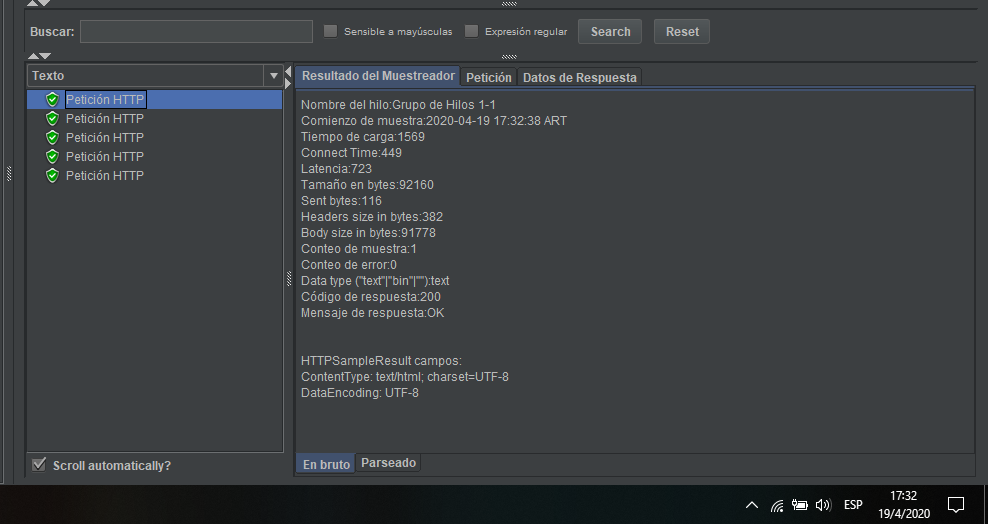 Buscar:
Sensible a mayúsculas
Expresión regular
Search
Reset
Texto
Petición HTTP
Petición HTTP
Petición HTTP
Petición HTTP
Petición HTTP
Scroll automatically?
Resultado del Muestreador
Petición
Datos de Respuesta
Nombre del hilo:Grupo de Hilos 1-1
Comienzo de muestra:2020-04-19 17:32:38 ART
Tiempo de carga:1569
Connect Time:449
Latencia:723
Tamaño en bytes:92160
Sent bytes:116
Headers size in bytes:382
Body size in bytes:91778
Conteo de muestra:1
Conteo de error:0
Data type ("text"|"bin"|""):text
Código de respuesta:200
Mensaje de respuesta:OK
HTTPSampleResult campos:
ContentType: text/html; charset=UTF-8
DataEncoding: UTF-8
En bruto
Parseado
ESP
17:32
19/4/2020